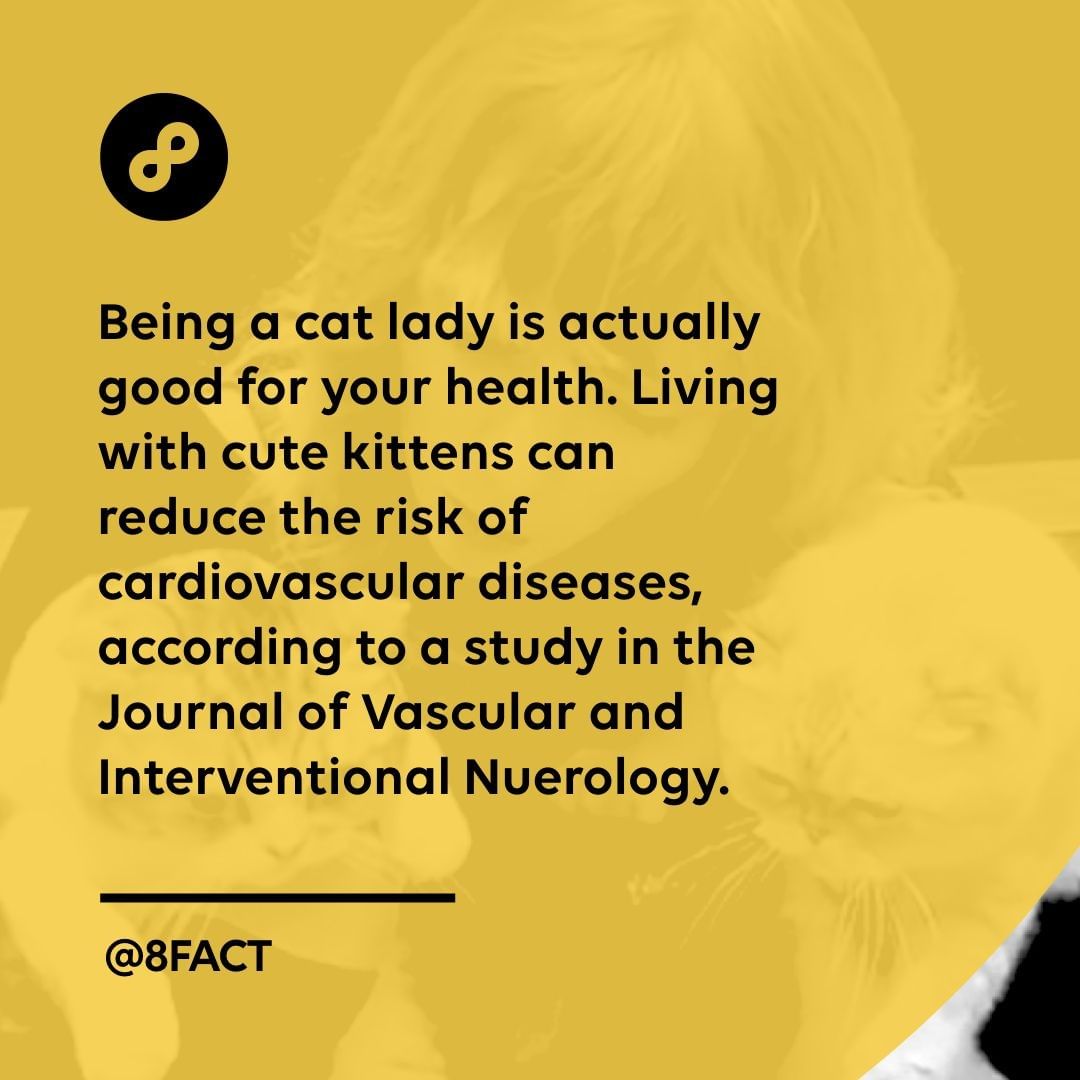 Being a cat lady is actually
good for your health. Living
with cute kittens can
reduce the risk of
cardiovascular diseases,
according to a study in the
Journal of Vascular and
Interventional Nuerology.
@8FACT